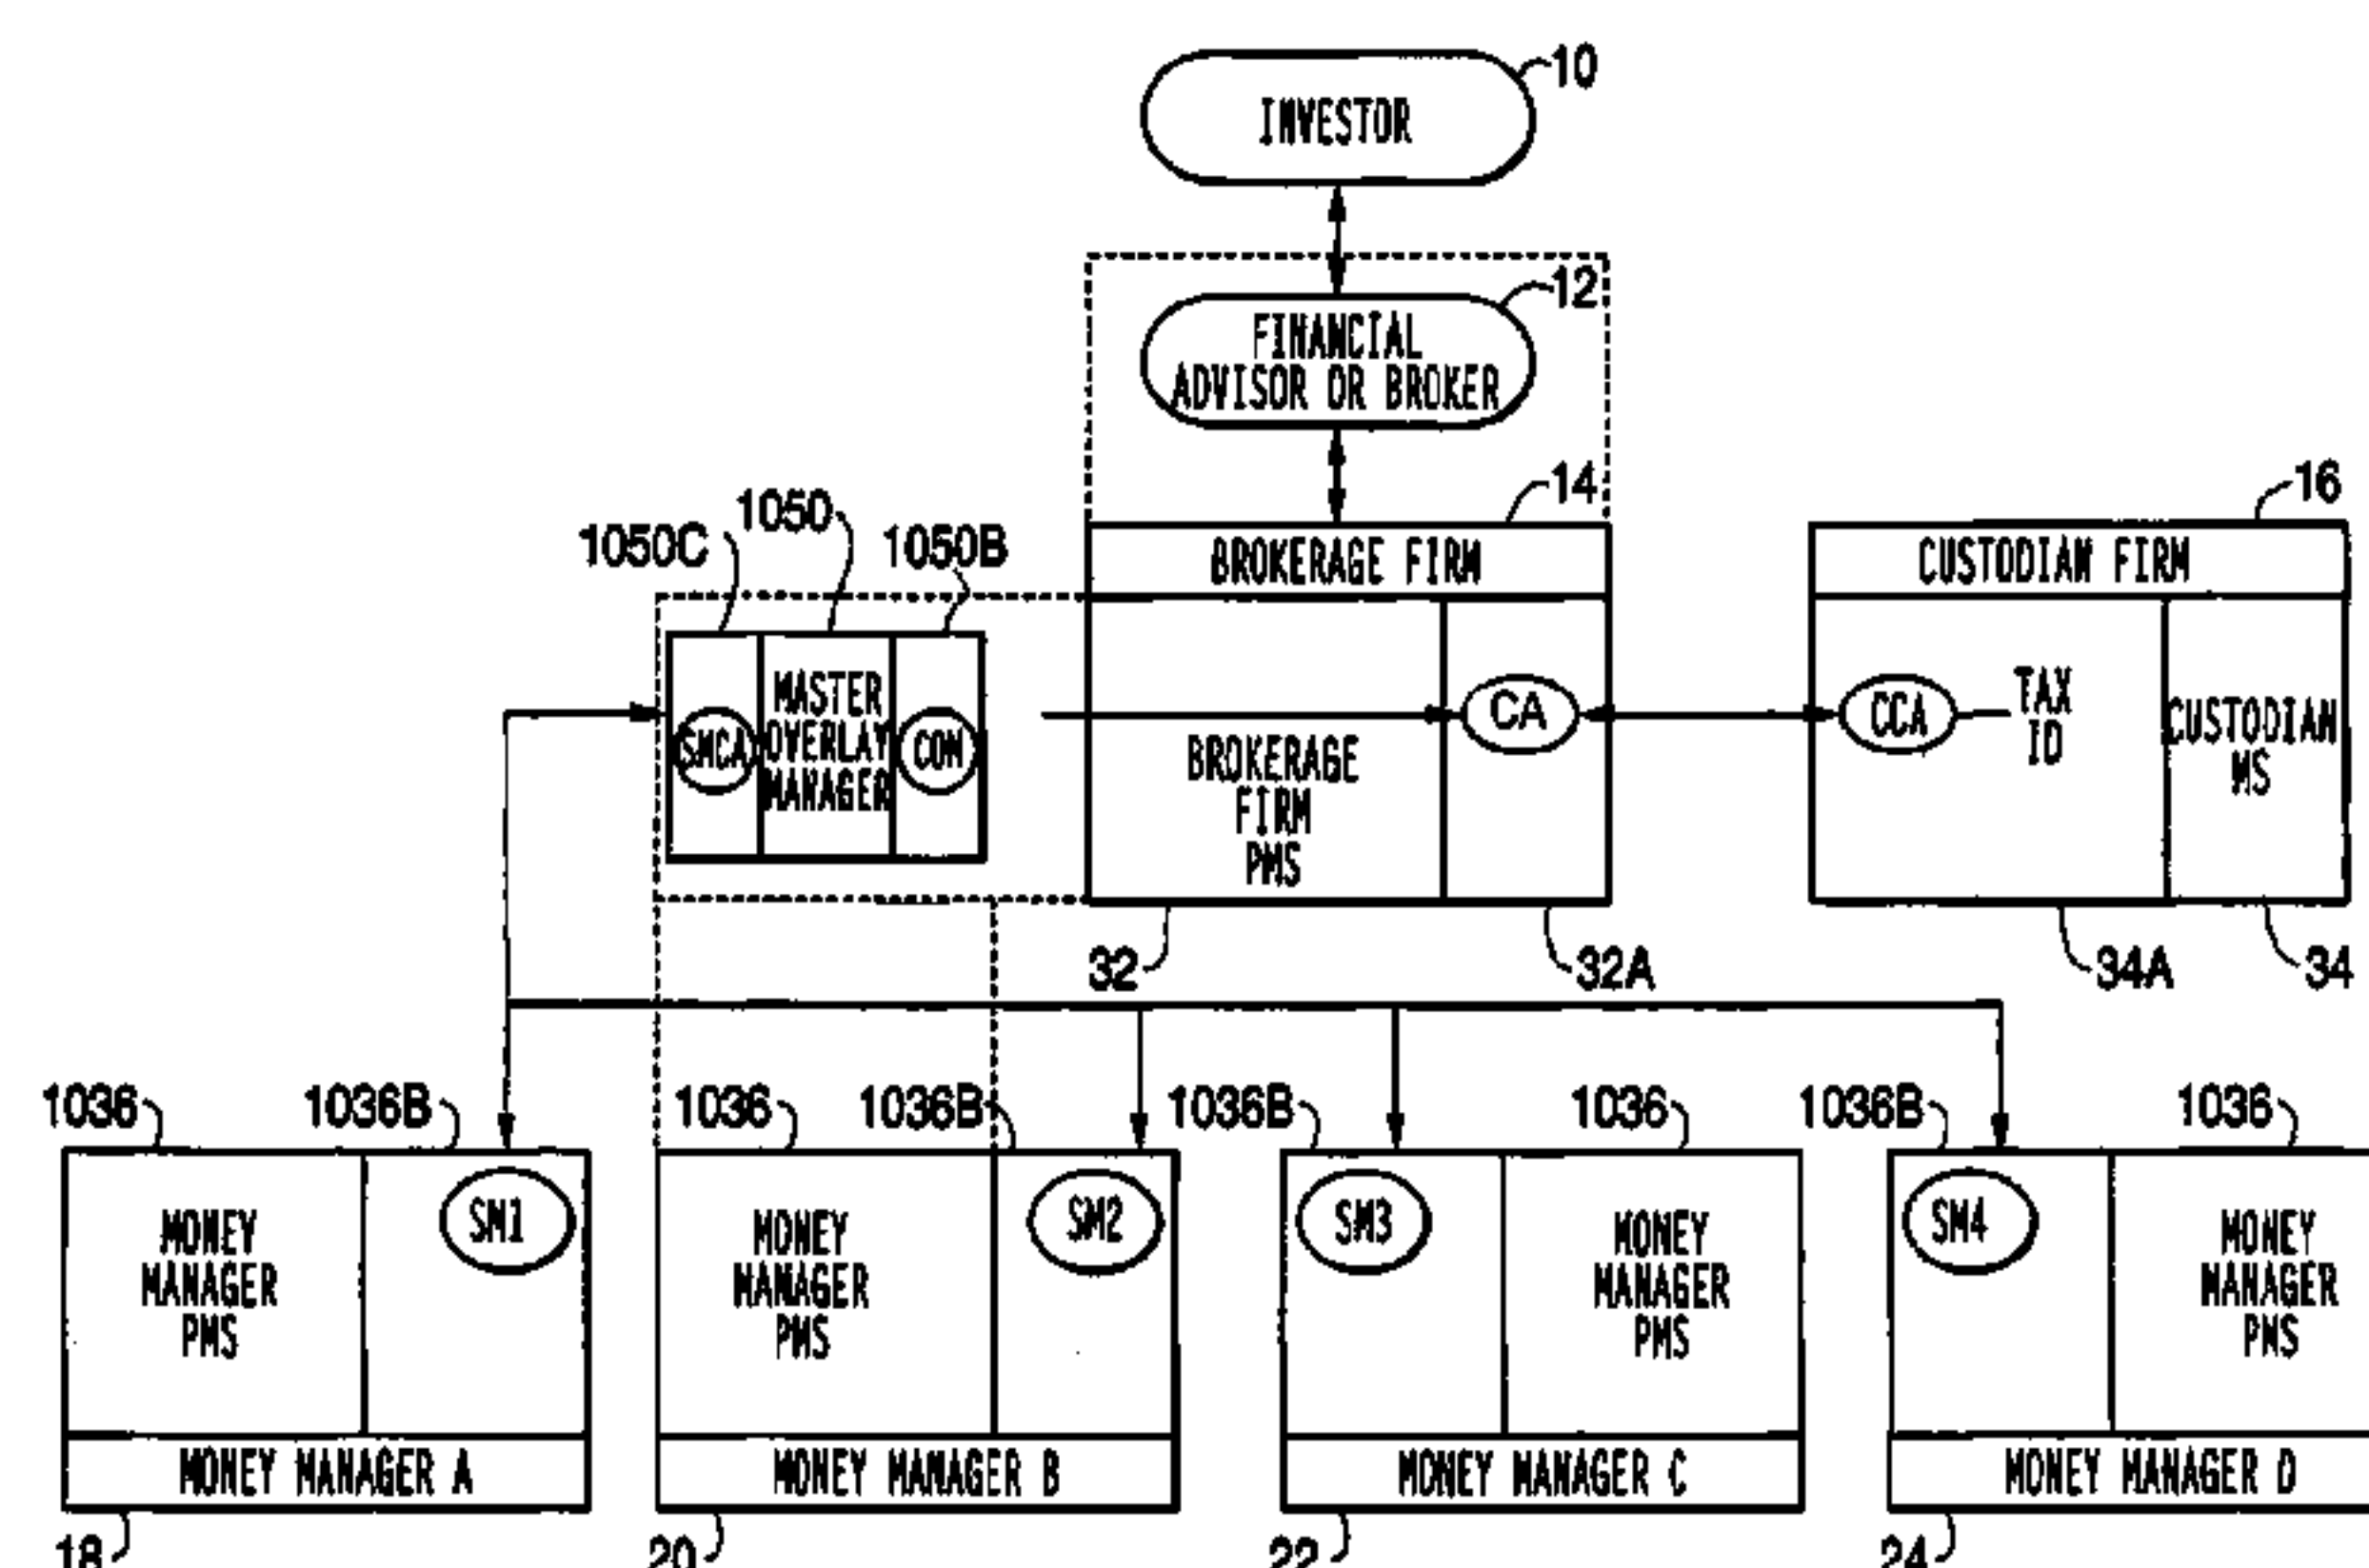 10
INVESTOR
12
FINANCIAL
ADVISOR OR BROKER
14
16
1050C
1050
1050B
BROKERAGE FIRM
CUSTODIAN FIRM
SMCA
MASTER
OVERLAY
MANAGER
COM
BROKERAGE
FIRM
PMS
CA
CCA
TAX
ID
CUSTODIAN
MS
32
32A
34A
34
1036
1036B
1036
1036B
1036B
1036
1036B
1036
MONEY
MANAGER
PMS
SM1
MONEY
MANAGER
PMS
SM2
SM3
MONEY
MANAGER
PMS
SM4
MONEY
MANAGER
PMS
MONEY MANAGER A
MONEY MANAGER B
MONEY MANAGER C
MONEY MANAGER D
18
20
22
24